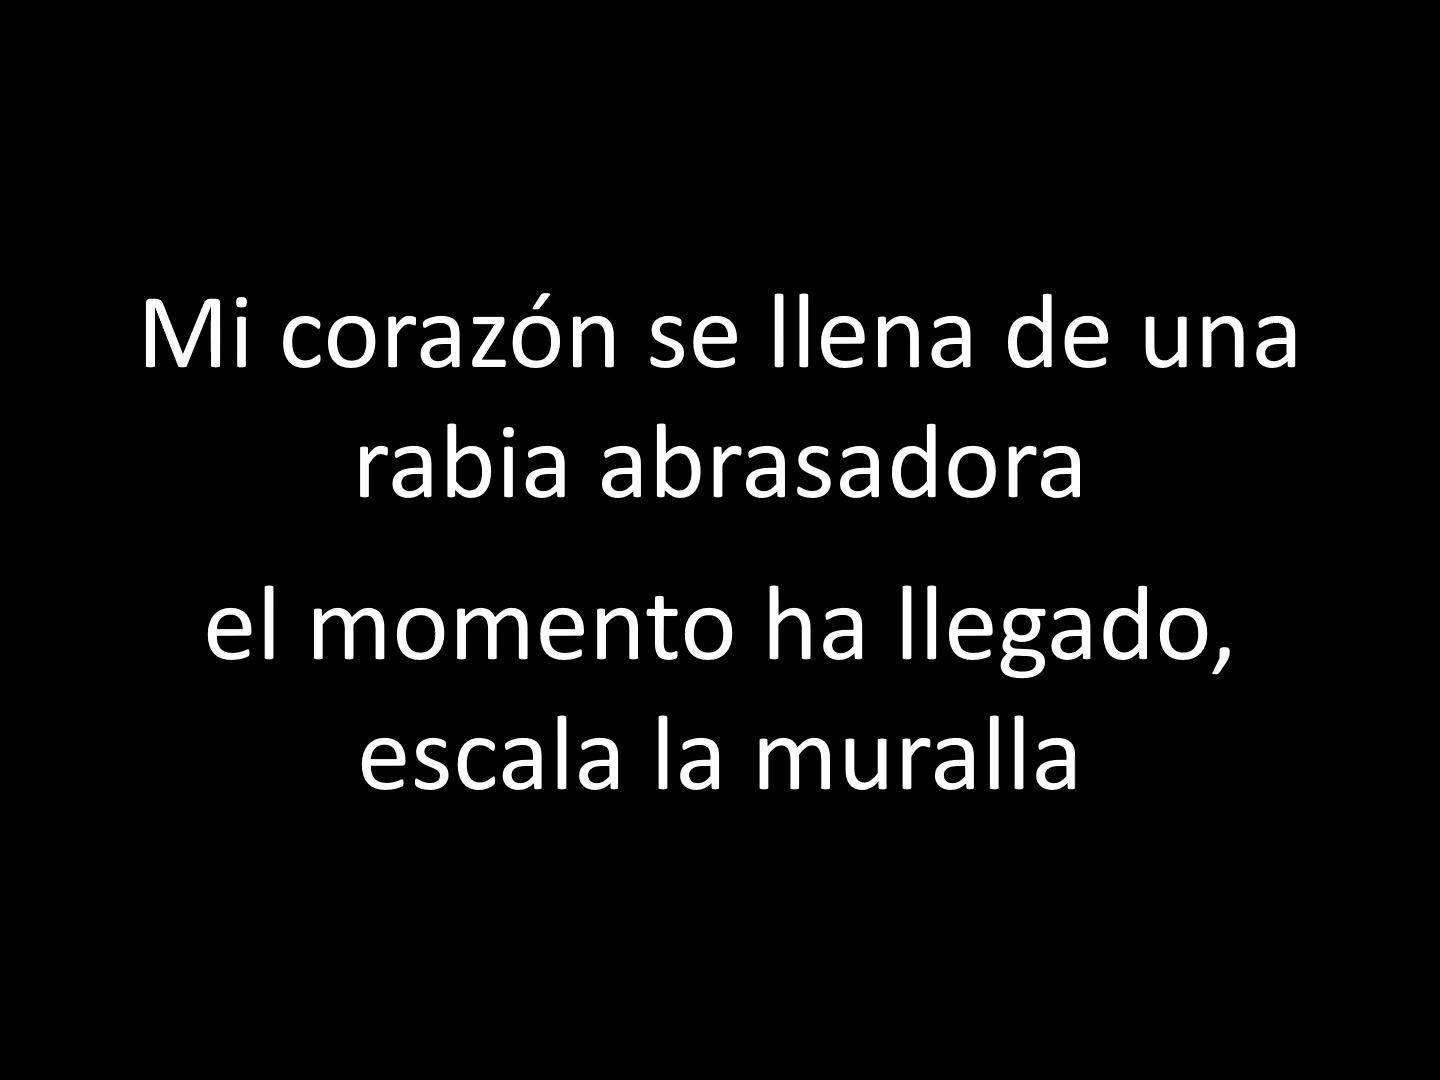 Mi corazón se llena de una
rabia abrasadora
el momento ha llegado,
escala la muralla